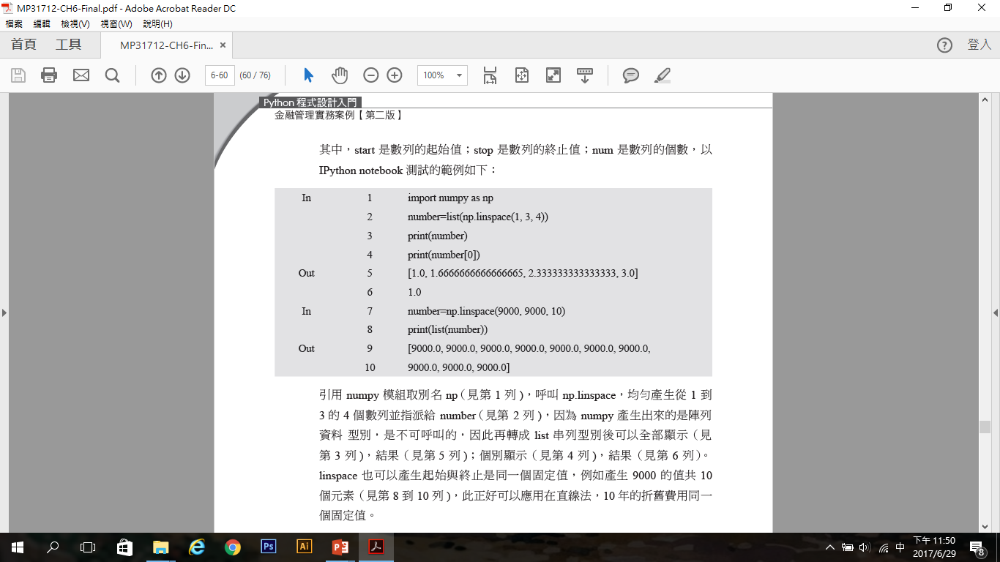 MP31712-CH6-Final.pdf - Adobe Acrobat Reader DC
檔案 編輯 檢視(V) 視窗(W) 說明(H)
首頁 工具 MP31712-CH6-Fin... × ? 登入
6-60 (60 / 76) 100%
Python 程式設計入門
金融管理實務案例【第二版】
其中，start 是數列的起始值；stop 是數列的終止值；num 是數列的個數，以
IPython notebook 測試的範例如下：
In 1 import numpy as np
2 number=list(np.linspace(1, 3, 4))
3 print(number)
4 print(number[0])
Out 5 [1.0, 1.6666666666666665, 2.333333333333333, 3.0]
6 1.0
In 7 number=np.linspace(9000, 9000, 10)
8 print(list(number))
Out 9 [9000.0, 9000.0, 9000.0, 9000.0, 9000.0, 9000.0, 9000.0,
10 9000.0, 9000.0, 9000.0]
引用 numpy 模組取別名 np（見第 1 列），呼叫 np.linspace，均勻產生從 1 到
3 的 4 個數列並指派給 number（見第 2 列），因為 numpy 產生出來的是陣列
資料 型別，是不可呼叫的，因此再轉成 list 串列型別後可以全部顯示（見
第 3 列），結果（見第 5 列）；個別顯示（見第 4 列），結果（見第 6 列）。
linspace 也可以產生起始與終止是同一個固定值，例如產生 9000 的值共 10
個元素（見第 8 到 10 列），此正好可以應用在直線法，10 年的折舊費用同一
個固定值。
Ps Ai 中 下午 11:50
2017/6/29 8